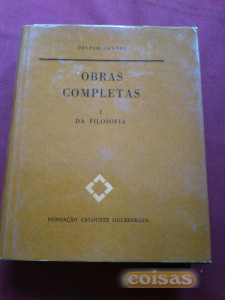 DELFIM SANTOS
OBRAS
COMPLETAS
I
DA FILOSOFIA
FUNDAÇÃO CALOUSTE GULBENKIAN
coisas